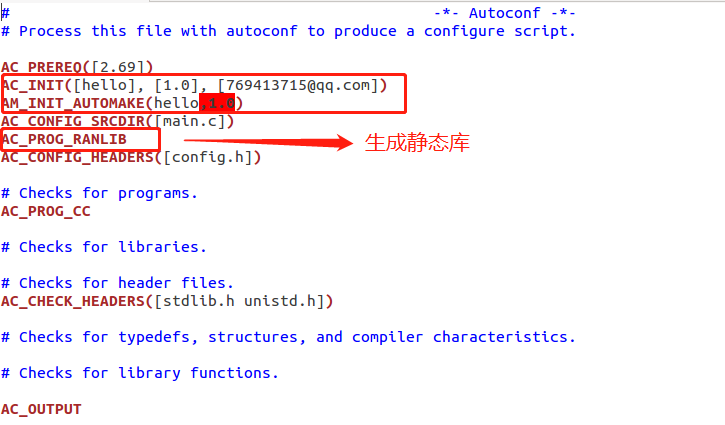 # -*- Autoconf -*-
# Process this file with autoconf to produce a configure script.
AC_PREREQ([2.69])
AC_INIT([hello], [1.0], [769413715@qq.com])
AM_INIT_AUTOMAKE(hello,1.0)
AC_CONFIG_SRCDIR([main.c])
AC_PROG_RANLIB 生成静态库
AC_CONFIG_HEADERS([config.h])
# Checks for programs.
AC_PROG_CC
# Checks for libraries.
# Checks for header files.
AC_CHECK_HEADERS([stdlib.h unistd.h])
# Checks for typedefs, structures, and compiler characteristics.
# Checks for library functions.
AC_OUTPUT